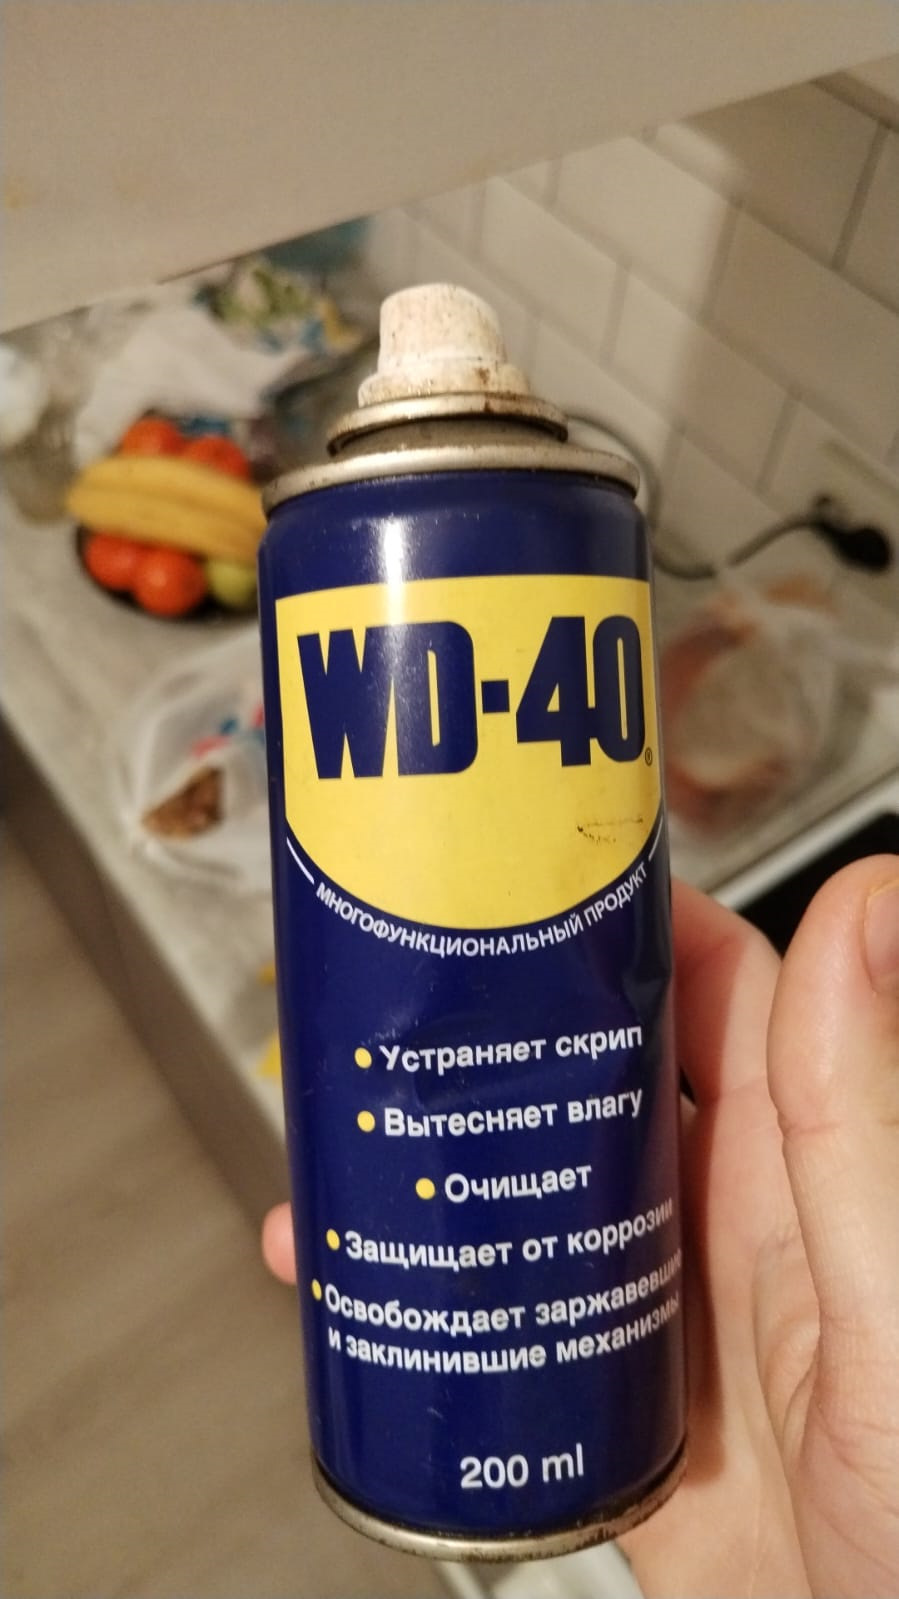 WD-40®
МНОГОФУНКЦИОНАЛЬНЫЙ ПРОДУКТ
• Устраняет скрип
• Вытесняет влагу
• Очищает
• Защищает от коррозии
• Освобождает заржавевшие
и заклинившие механизмы
200 ml